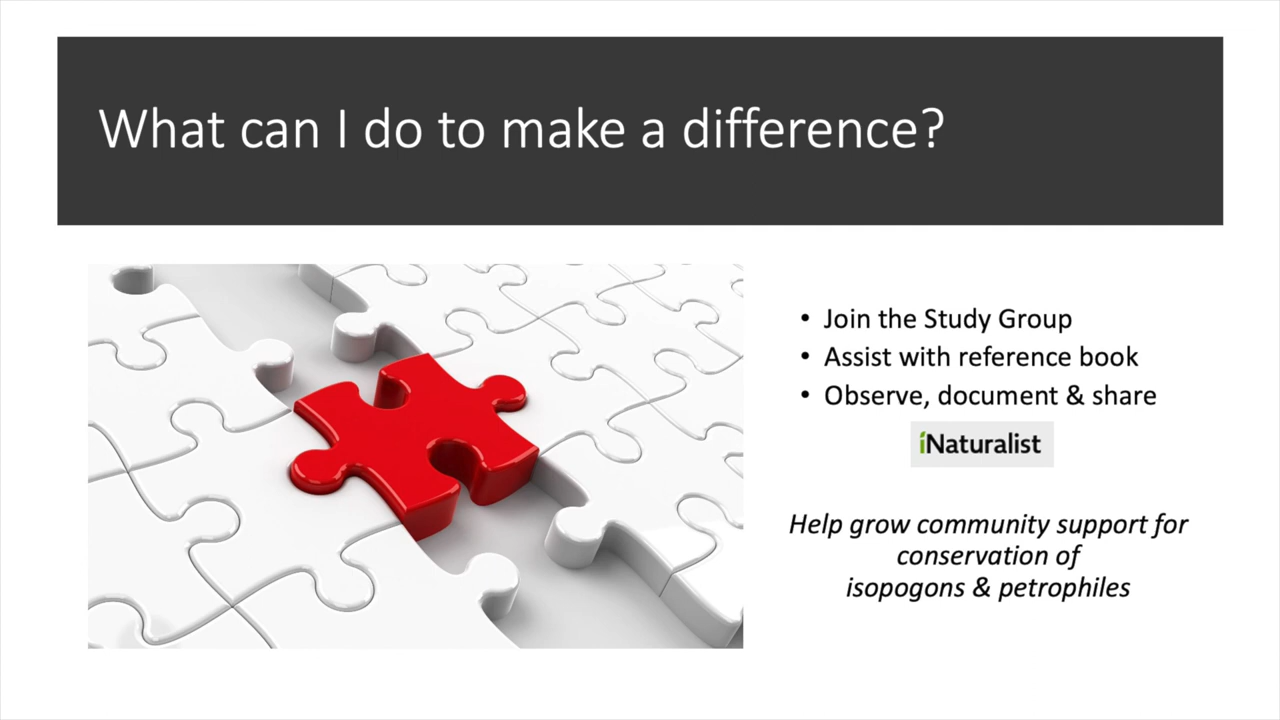 What can I do to make a difference?
• Join the Study Group
• Assist with reference book
• Observe, document & share
iNaturalist
Help grow community support for
conservation of
isopogons & petrophiles